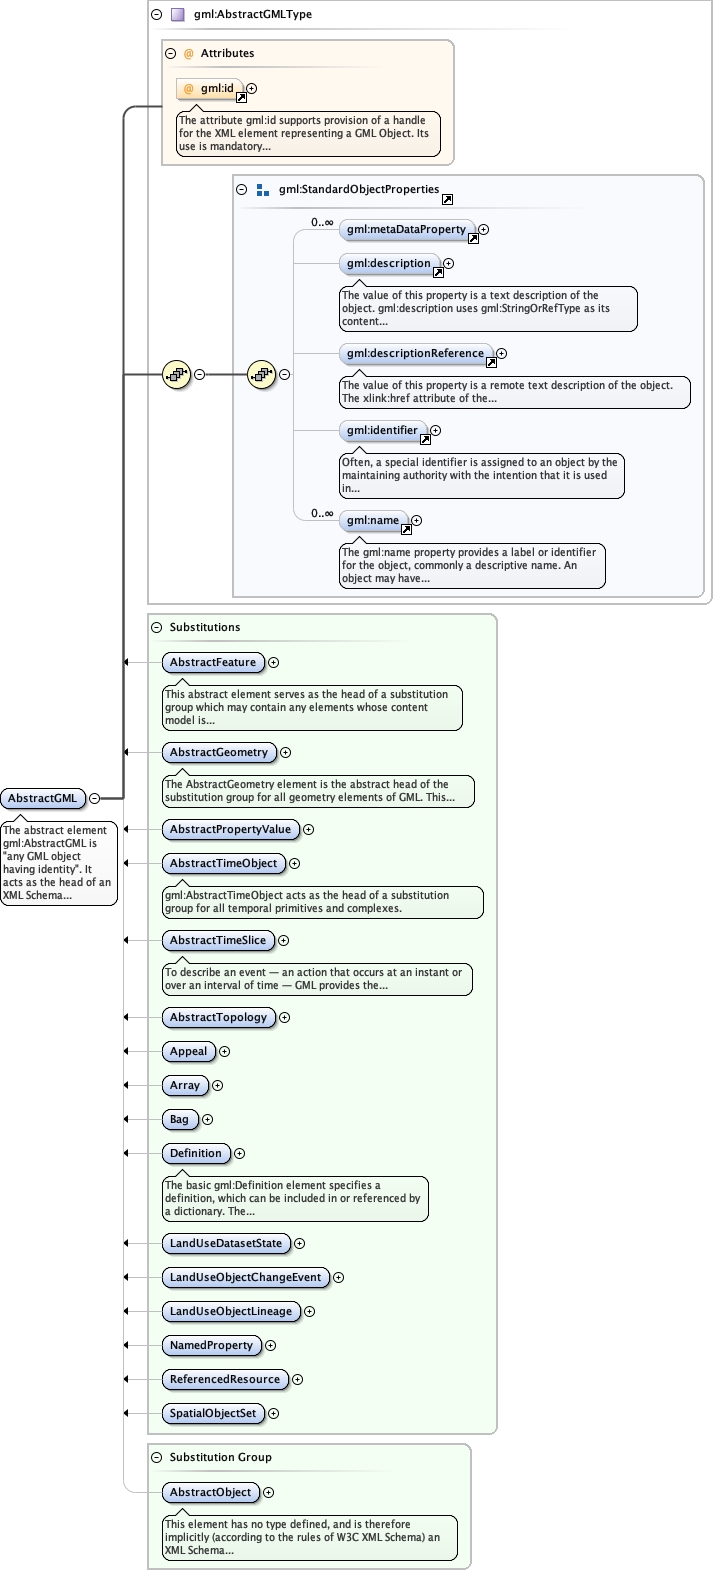 gml:AbstractGMLType
@ Attributes
@ gml:id
The attribute gml:id supports provision of a handle
for the XML element representing a GML Object. Its
use is mandatory...
gml:StandardObjectProperties
0..∞
gml:metaDataProperty
gml:description
The value of this property is a text description of the
object. gml:description uses gml:StringOrRefType as its
content...
gml:descriptionReference
The value of this property is a remote text description of the object.
The xlink:href attribute of the...
gml:identifier
Often, a special identifier is assigned to an object by the
maintaining authority with the intention that it is used
in...
0..∞
gml:name
The gml:name property provides a label or identifier
for the object, commonly a descriptive name. An
object may have...
Substitutions
AbstractFeature
This abstract element serves as the head of a substitution
group which may contain any elements whose content
model is...
AbstractGeometry
The AbstractGeometry element is the abstract head of the
substitution group for all geometry elements of GML. This...
AbstractGML
The abstract element
gml:AbstractGML is
"any GML object
having identity". It
acts as the head of an
XML Schema...
AbstractPropertyValue
AbstractTimeObject
gml:AbstractTimeObject acts as the head of a substitution
group for all temporal primitives and complexes.
AbstractTimeSlice
To describe an event — an action that occurs at an instant or
over an interval of time — GML provides the...
AbstractTopology
Appeal
Array
Bag
Definition
The basic gml:Definition element specifies a
definition, which can be included in or referenced by
a dictionary. The...
LandUseDatasetState
LandUseObjectChangeEvent
LandUseObjectLineage
NamedProperty
ReferencedResource
SpatialObjectSet
Substitution Group
AbstractObject
This element has no type defined, and is therefore
implicitly (according to the rules of W3C XML Schema) an
XML Schema...